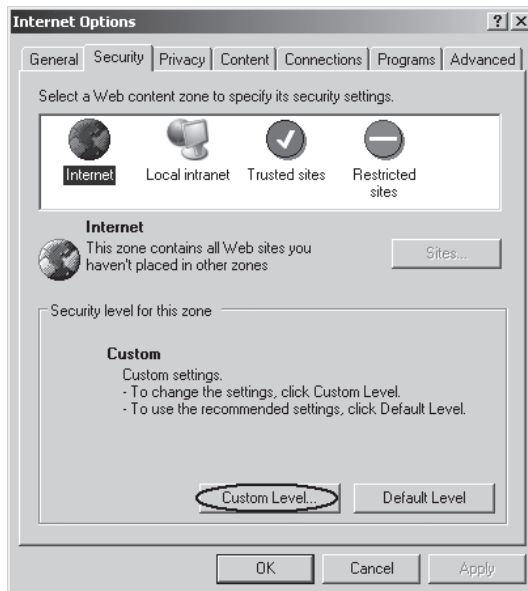 Internet Options
General Security Privacy Content Connections Programs Advanced
Select a Web content zone to specify its security settings.
Internet Local intranet Trusted sites Restricted
sites
Internet
This zone contains all Web sites you
haven't placed in other zones
Sites...
Security level for this zone
Custom
Custom settings.
- To change the settings, click Custom Level.
- To use the recommended settings, click Default Level.
Custom Level... Default Level
OK Cancel Apply